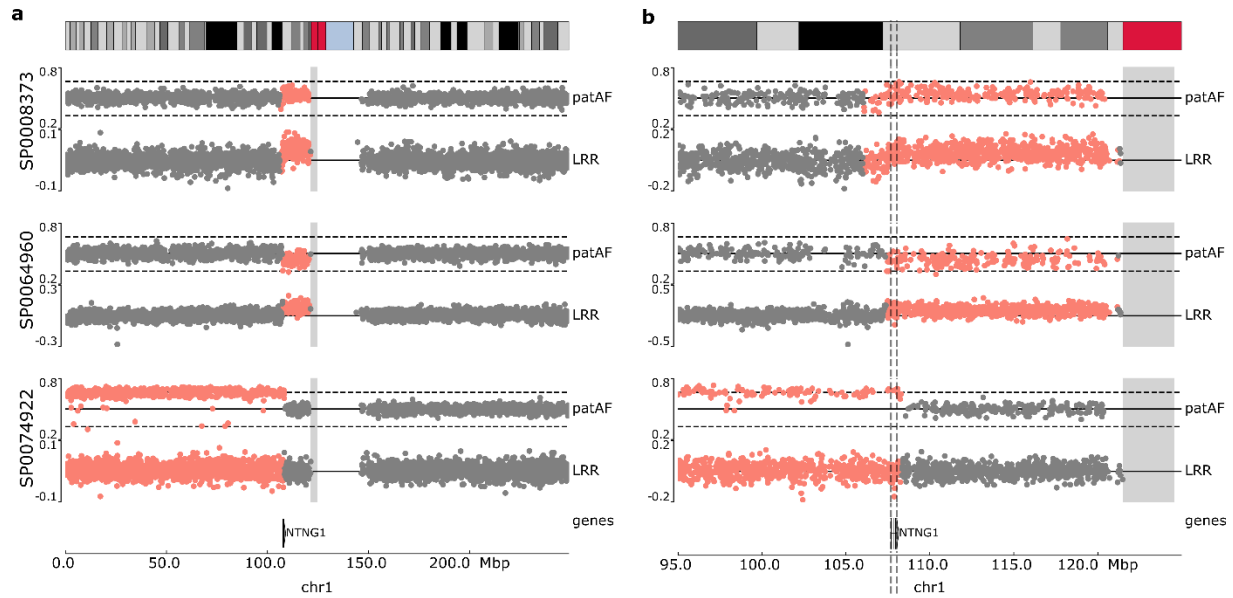 a
SP0008373
0.8
0.2
patAF
0.1
-0.1
LRR
SP0064960
0.8
0.2
patAF
0.5
-0.3
LRR
SP0074922
0.8
0.2
patAF
0.1
-0.1
LRR
genes
NTNG1
0.0 50.0 100.0 150.0 200.0 Mbp
chr1
b
0.8
0.2
patAF
0.2
-0.2
LRR
0.8
0.2
patAF
0.5
-0.5
LRR
0.8
0.2
patAF
0.2
-0.2
LRR
genes
NTNG1
95.0 100.0 105.0 110.0 115.0 120.0 Mbp
chr1